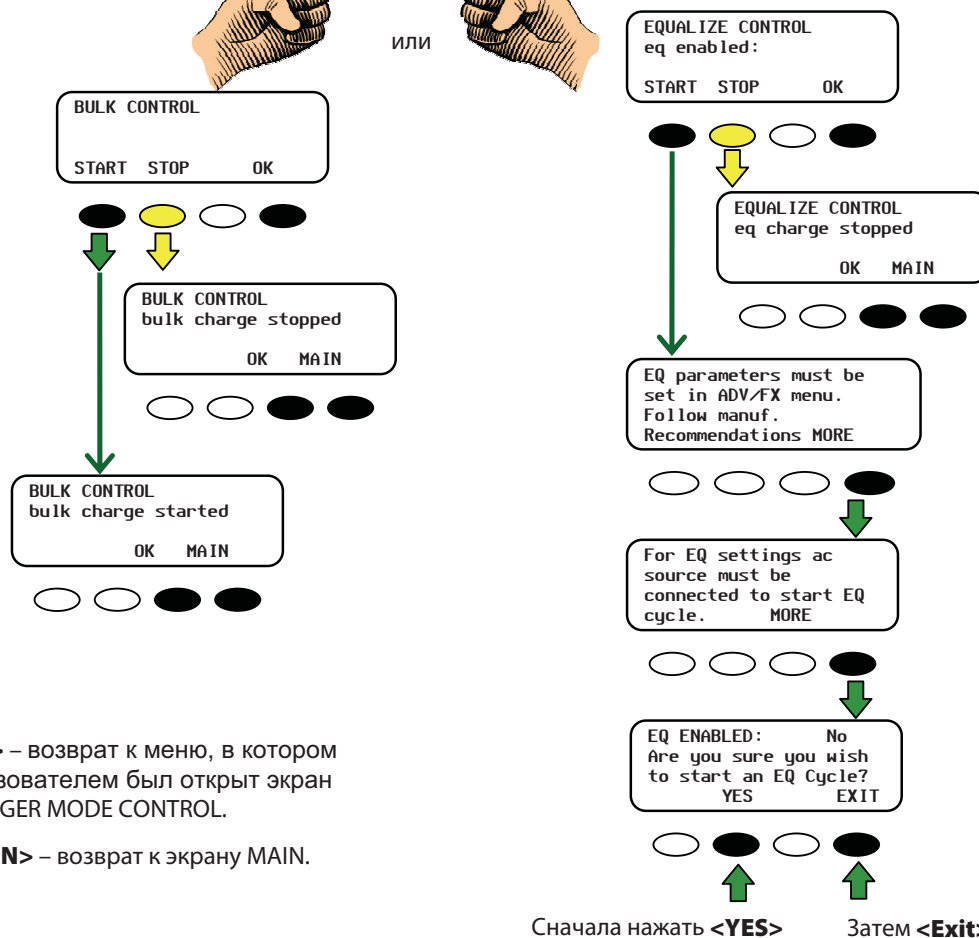 или
BULK CONTROL
START STOP OK
BULK CONTROL
bulk charge stopped
OK MAIN
BULK CONTROL
bulk charge started
OK MAIN
– возврат к меню, в котором
был открыт экран
MODE CONTROL.
– возврат к экрану MAIN.
EQUALIZE CONTROL
eq enabled:
START STOP OK
EQUALIZE CONTROL
eq charge stopped
OK MAIN
EQ parameters must be
set in ADV/FX menu.
Follow manuf.
Recommendations MORE
For EQ settings ac
source must be
connected to start EQ
cycle. MORE
EQ ENABLED: No
Are you sure you wish
to start an EQ Cycle?
YES EXIT
Сначала нажать <YES>
Затем <Exit>